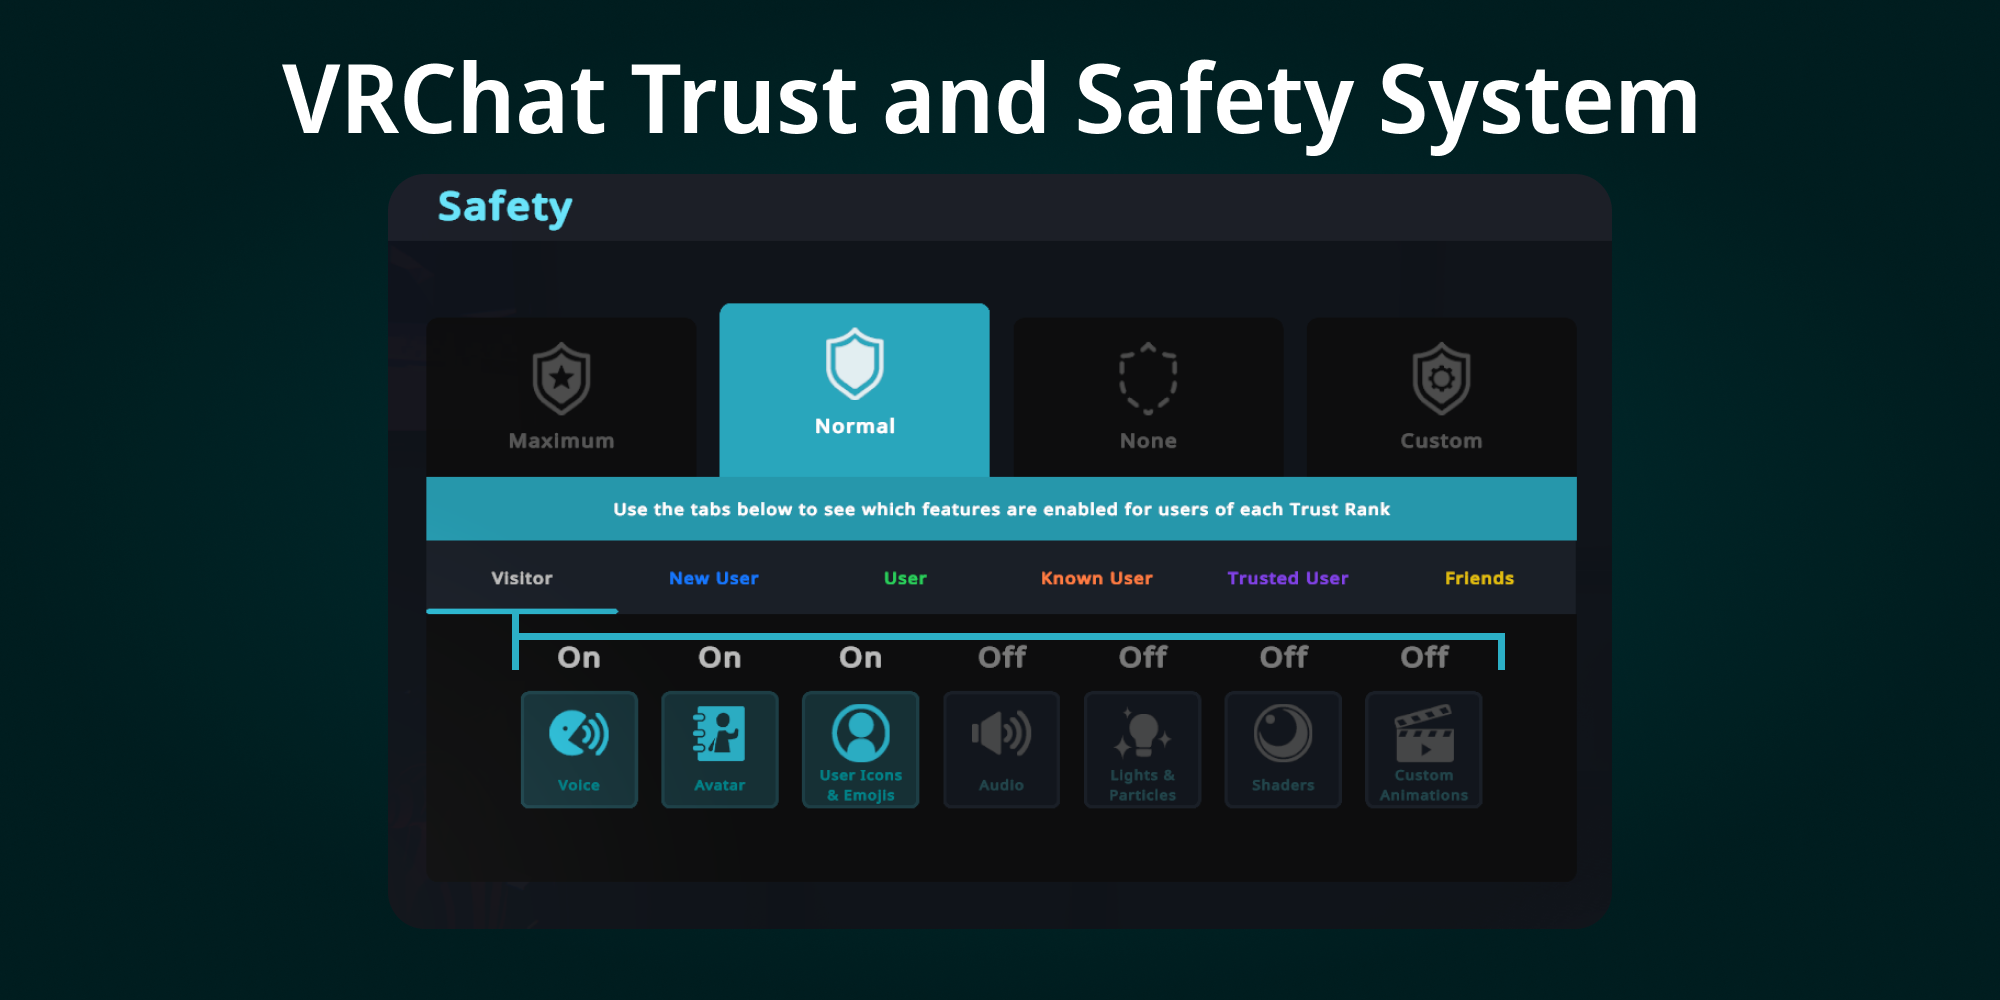 VRChat Trust and Safety System
Safety
Maximum
Normal
None
Custom
Use the tabs below to see which features are enabled for users of each Trust Rank
Visitor
New User
User
Known User
Trusted User
Friends
On
On
On
Off
Off
Off
Off
Voice
Avatar
User Icons
& Emojis
Audio
Lights &
Particles
Shaders
Custom
Animations